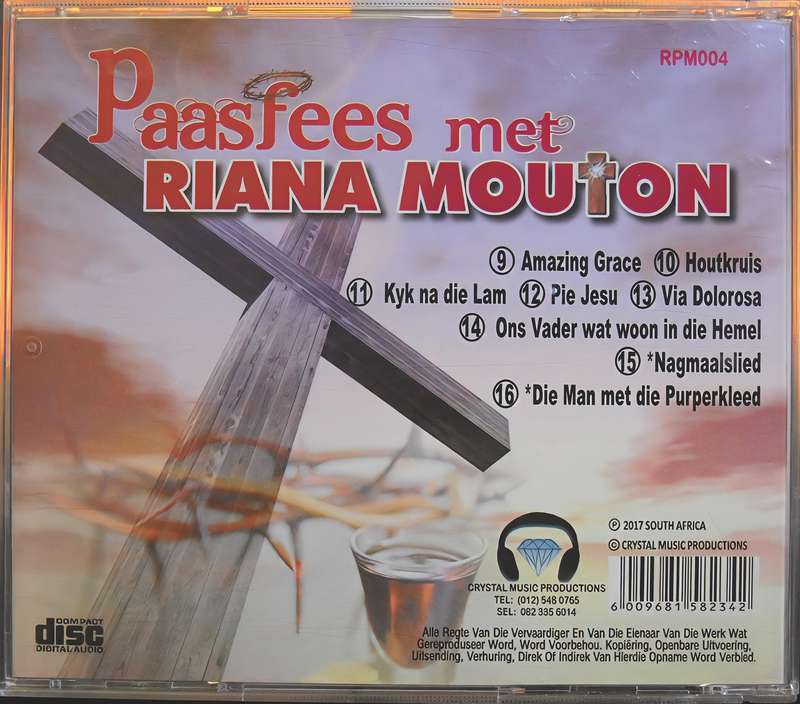 RPM004
Paasfees met
RIANA MOUTON
9 Amazing Grace 10 Houtkruis
11 Kyk na die Lam 12 Pie Jesu 13 Via Dolorosa
14 Ons Vader wat woon in die Hemel
15 *Nagmaalslied
16 *Die Man met die Purperkleed
℗ 2017 SOUTH AFRICA
© CRYSTAL MUSIC PRODUCTIONS
CRYSTAL MUSIC PRODUCTIONS
TEL: (012) 548 0765
SEL: 082 335 6014
6 009681 582342
COMPACT
disc
DIGITAL AUDIO
Alle Regte Van Die Vervaardiger En Van Die Eienaar Van Die Werk Wat
Gereproduseer Word, Word Voorbehou. Kopiëring, Openbare Uitvoering,
Uitsending, Verhuring, Direk Of Indirek Van Hierdie Opname Word Verbied.